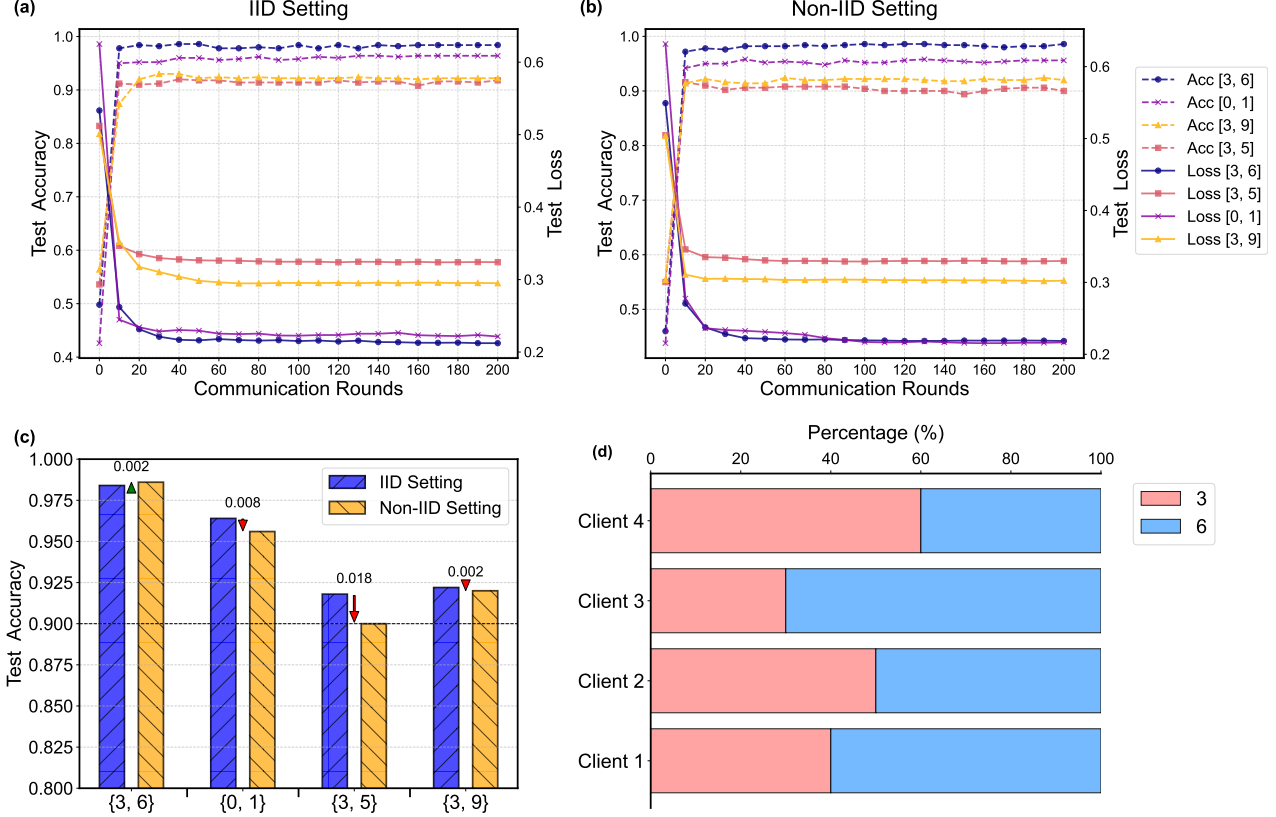 (a)
IID Setting
Test Accuracy
1.0
0.9
0.8
0.7
0.6
0.5
0.4
0.6
0.5
0.4
0.3
0.2
Test Loss
0 20 40 60 80 100 120 140 160 180 200
Communication Rounds
(b)
Non-IID Setting
Test Accuracy
1.0
0.9
0.8
0.7
0.6
0.5
0.6
0.5
0.4
0.3
0.2
Test Loss
0 20 40 60 80 100 120 140 160 180 200
Communication Rounds
Acc [3, 6]
Acc [0, 1]
Acc [3, 9]
Acc [3, 5]
Loss [3, 6]
Loss [3, 5]
Loss [0, 1]
Loss [3, 9]
(c)
Test Accuracy
1.000
0.975
0.950
0.925
0.900
0.875
0.850
0.825
0.800
0.002
0.008
0.018
0.002
IID Setting
Non-IID Setting
{3, 6} {0, 1} {3, 5} {3, 9}
(d)
Percentage (%)
0 20 40 60 80 100
Client 4
Client 3
Client 2
Client 1
3
6